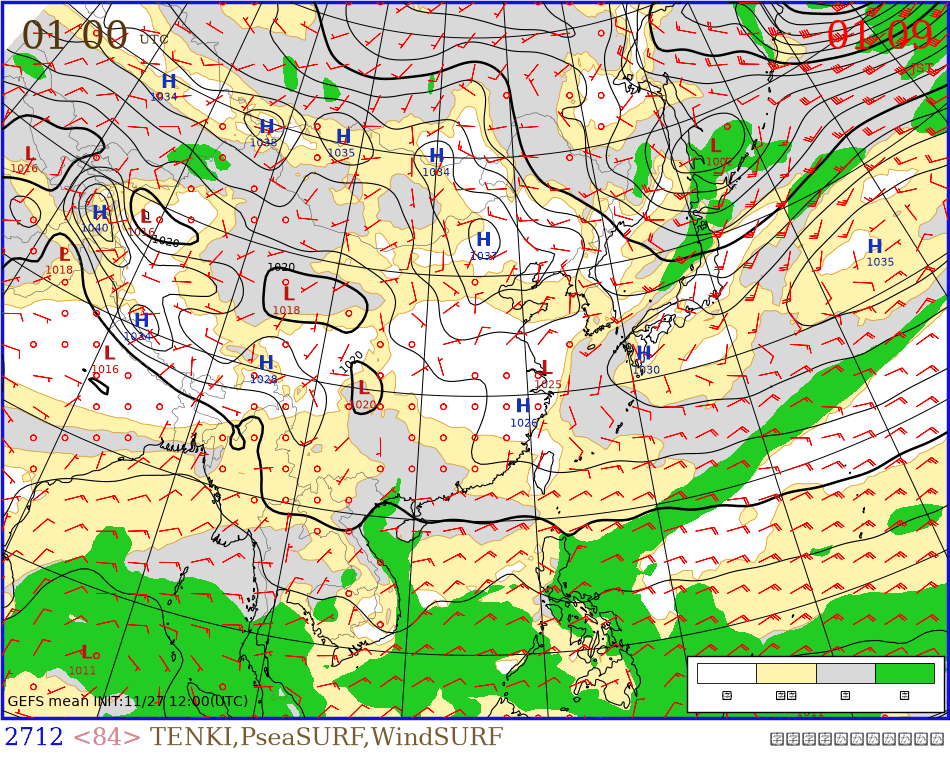 01 00 UTC
01 09
JST
H
1034
H
1038
H
1035
H
1034
L
1002
L
1016
H
1040
L
1016
1020
H
1037
H
1035
L
1018
1020
L
1018
H
1024
L
1016
H
1028
1020
L
1020
H
1030
L
1025
H
1026
L
1011
GEFS mean INIT:11/27 12:00(UTC)
2712 <84> TENKI,PseaSURF,WindSURF